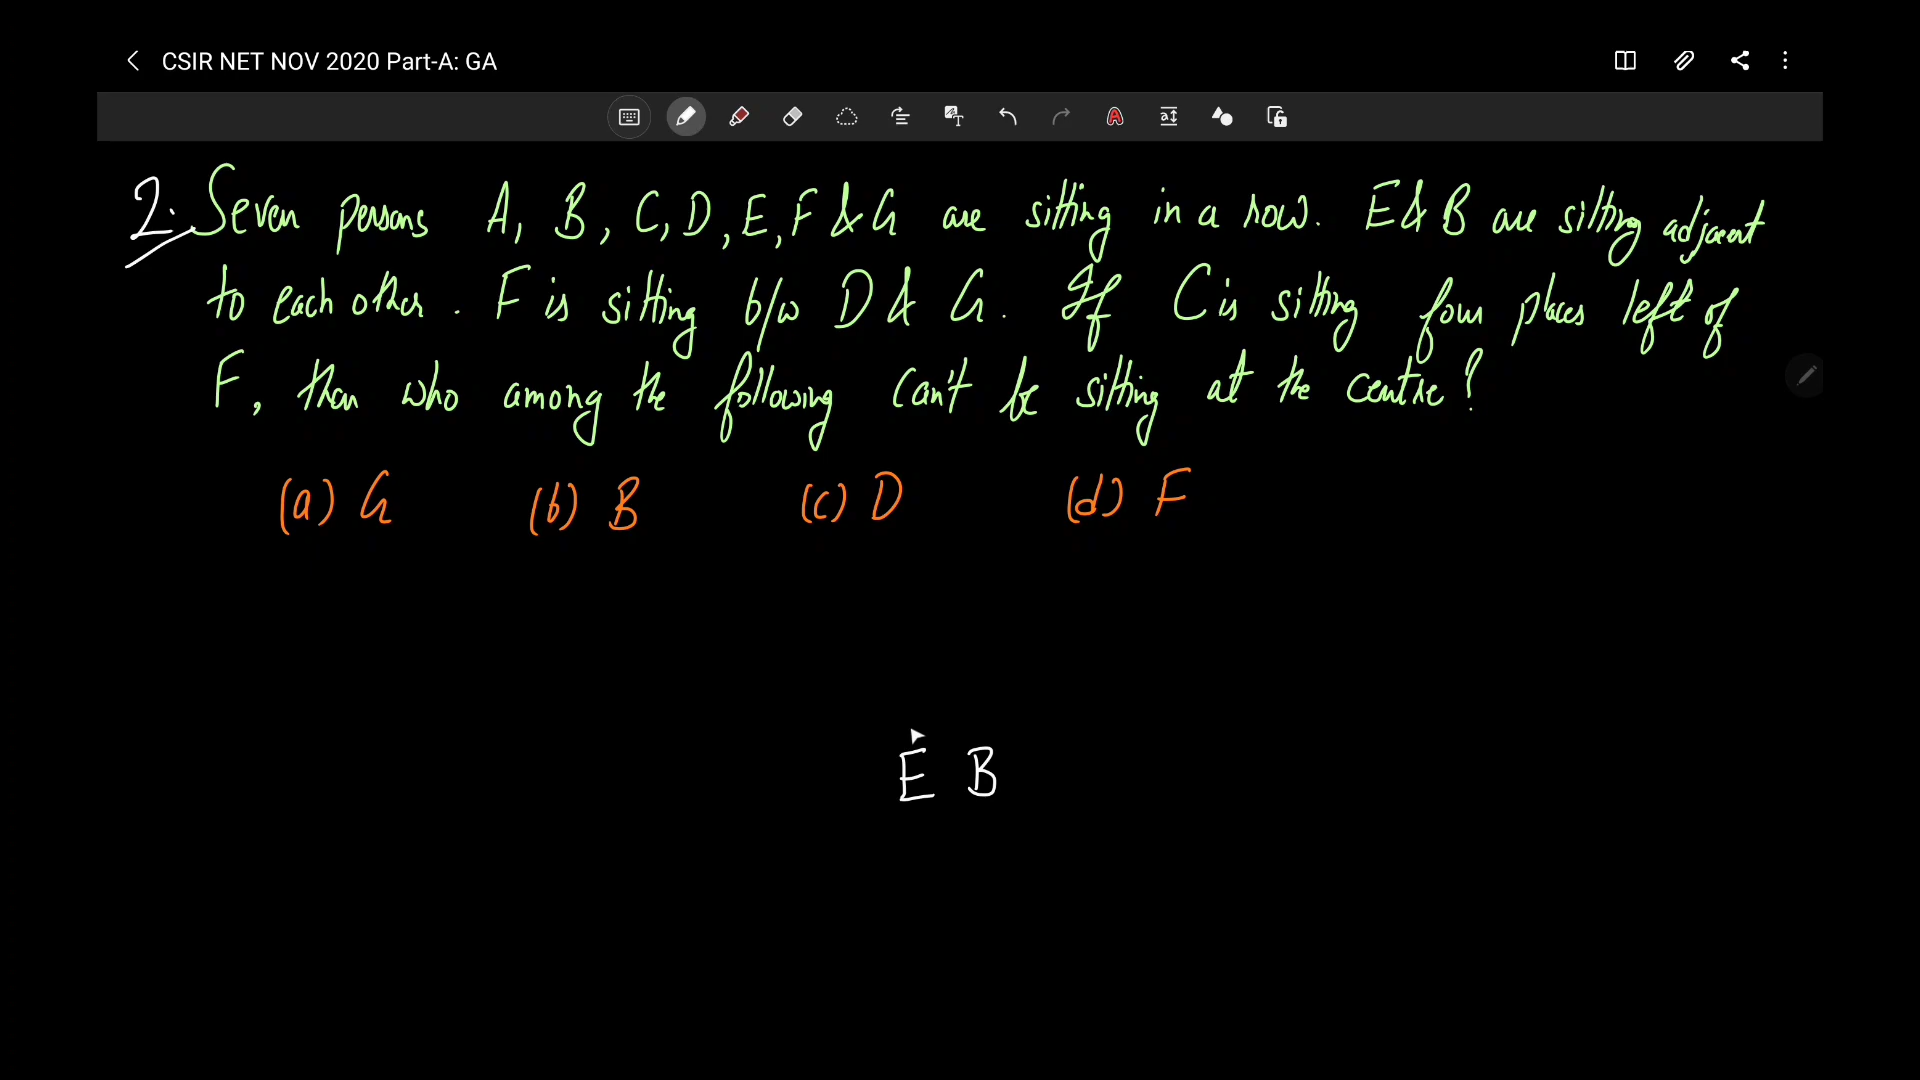 CSIR NET NOV 2020 Part-A: GA
2. Seven persons A, B, C, D, E, F & G are sitting in a row. E & B are sitting adjacent
to each other. F is sitting b/w D & G. If C is sitting four places left of
F, then who among the following can't be sitting at the centre?
(a) G (b) B (c) D (d) F
E B